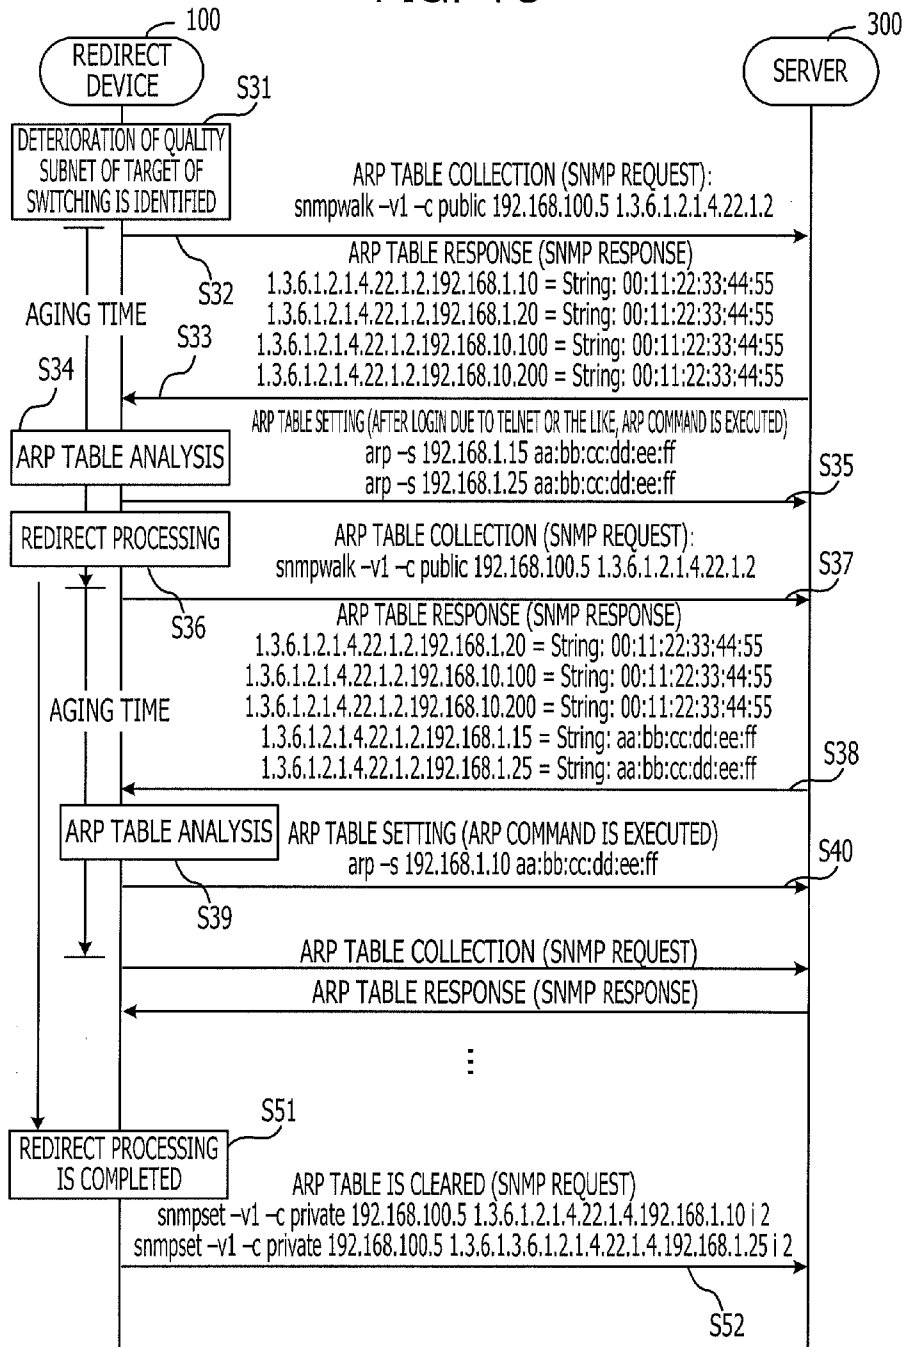 100
300
REDIRECT
DEVICE
SERVER
S31
DETERIORATION OF QUALITY
SUBNET OF TARGET OF
SWITCHING IS IDENTIFIED
ARP TABLE COLLECTION (SNMP REQUEST):
snmpwalk –v1 –c public 192.168.100.5 1.3.6.1.2.1.4.22.1.2
S32
ARP TABLE RESPONSE (SNMP RESPONSE)
1.3.6.1.2.1.4.22.1.2.192.168.1.10 = String: 00:11:22:33:44:55
1.3.6.1.2.1.4.22.1.2.192.168.1.20 = String: 00:11:22:33:44:55
1.3.6.1.2.1.4.22.1.2.192.168.10.100 = String: 00:11:22:33:44:55
1.3.6.1.2.1.4.22.1.2.192.168.10.200 = String: 00:11:22:33:44:55
AGING TIME
S33
S34
ARP TABLE ANALYSIS
ARP TABLE SETTING (AFTER LOGIN DUE TO TELNET OR THE LIKE, ARP COMMAND IS EXECUTED)
arp –s 192.168.1.15 aa:bb:cc:dd:ee:ff
arp –s 192.168.1.25 aa:bb:cc:dd:ee:ff
S35
REDIRECT PROCESSING
S36
ARP TABLE COLLECTION (SNMP REQUEST):
snmpwalk –v1 –c public 192.168.100.5 1.3.6.1.2.1.4.22.1.2
S37
ARP TABLE RESPONSE (SNMP RESPONSE)
1.3.6.1.2.1.4.22.1.2.192.168.1.20 = String: 00:11:22:33:44:55
1.3.6.1.2.1.4.22.1.2.192.168.10.100 = String: 00:11:22:33:44:55
1.3.6.1.2.1.4.22.1.2.192.168.10.200 = String: 00:11:22:33:44:55
1.3.6.1.2.1.4.22.1.2.192.168.1.15 = String: aa:bb:cc:dd:ee:ff
1.3.6.1.2.1.4.22.1.2.192.168.1.25 = String: aa:bb:cc:dd:ee:ff
AGING TIME
S38
ARP TABLE ANALYSIS
S39
ARP TABLE SETTING (ARP COMMAND IS EXECUTED)
arp –s 192.168.1.10 aa:bb:cc:dd:ee:ff
S40
ARP TABLE COLLECTION (SNMP REQUEST)
ARP TABLE RESPONSE (SNMP RESPONSE)
S51
REDIRECT PROCESSING
IS COMPLETED
ARP TABLE IS CLEARED (SNMP REQUEST)
snmpset –v1 –c private 192.168.100.5 1.3.6.1.2.1.4.22.1.4.192.168.1.10 i 2
snmpset –v1 –c private 192.168.100.5 1.3.6.1.3.6.1.2.1.4.22.1.4.192.168.1.25 i 2
S52